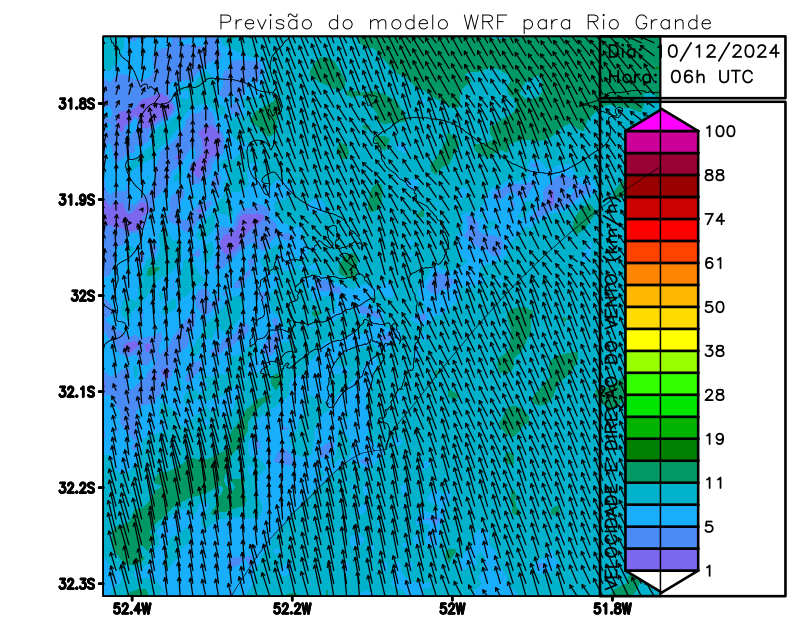 Previsão do modelo WRF para Rio Grande
Dia: 10/12/2024
Hora: 06h UTC
31.8S
31.9S
32S
32.1S
32.2S
32.3S
52.4W
52.2W
52W
51.8W
VELOCIDADE E DIREÇÃO DO VENTO (km/h)
100
88
74
61
50
38
28
19
11
5
1